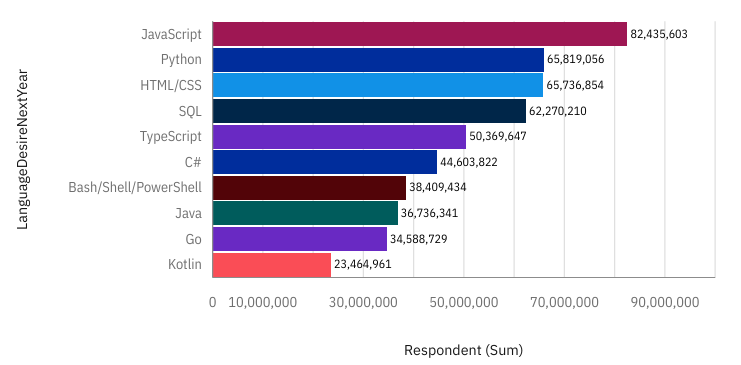 LanguageDesireNextYear
JavaScript 82,435,603
Python 65,819,056
HTML/CSS 65,736,854
SQL 62,270,210
TypeScript 50,369,647
C# 44,603,822
Bash/Shell/PowerShell 38,409,434
Java 36,736,341
Go 34,588,729
Kotlin 23,464,961
0 10,000,000 30,000,000 50,000,000 70,000,000 90,000,000
Respondent (Sum)